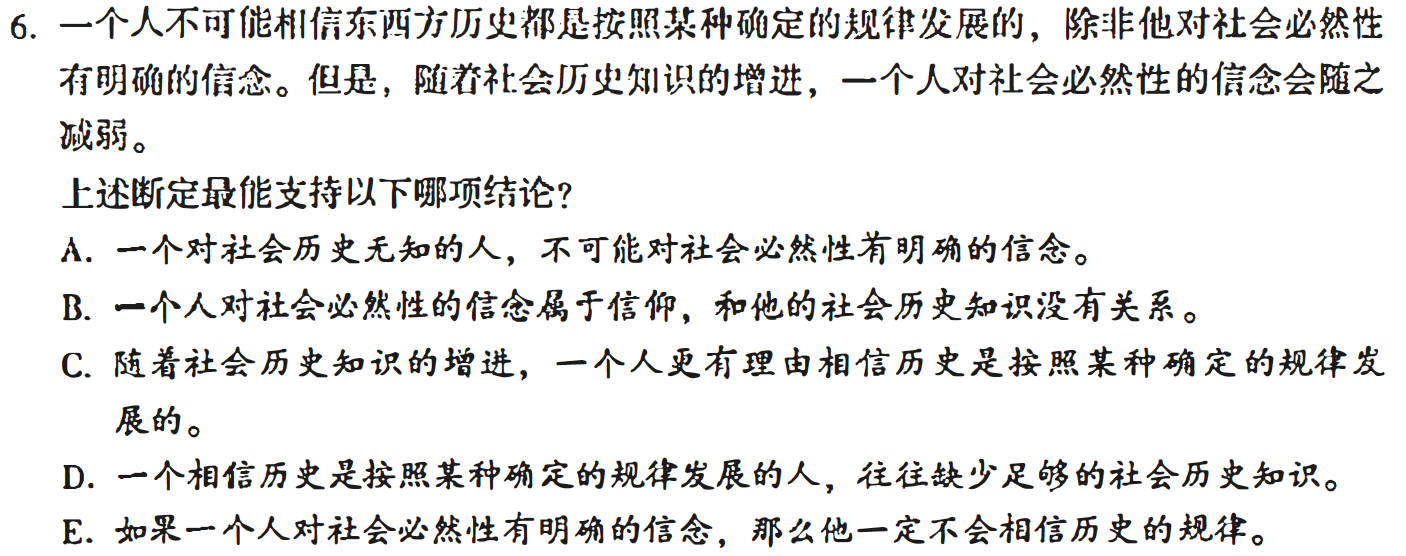 6. 一个人不可能相信东西方历史都是按照某种确定的规律发展的，除非他对社会必然性
有明确的信念。但是，随着社会历史知识的增进，一个人对社会必然性的信念会随之
减弱。
上述断定最能支持以下哪项结论？
A. 一个对社会历史无知的人，不可能对社会必然性有明确的信念。
B. 一个人对社会必然性的信念属于信仰，和他的社会历史知识没有关系。
C. 随着社会历史知识的增进，一个人更有理由相信历史是按照某种确定的规律发
展的。
D. 一个相信历史是按照某种确定的规律发展的人，往往缺少足够的社会历史知识。
E. 如果一个人对社会必然性有明确的信念，那么他一定不会相信历史的规律。